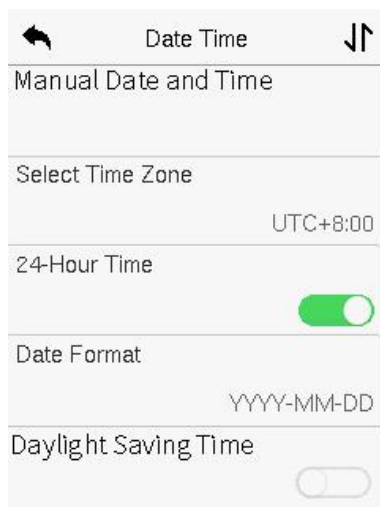 Date Time
Manual Date and Time
Select Time Zone
UTC+8:00
24-Hour Time
Date Format
YYYY-MM-DD
Daylight Saving Time